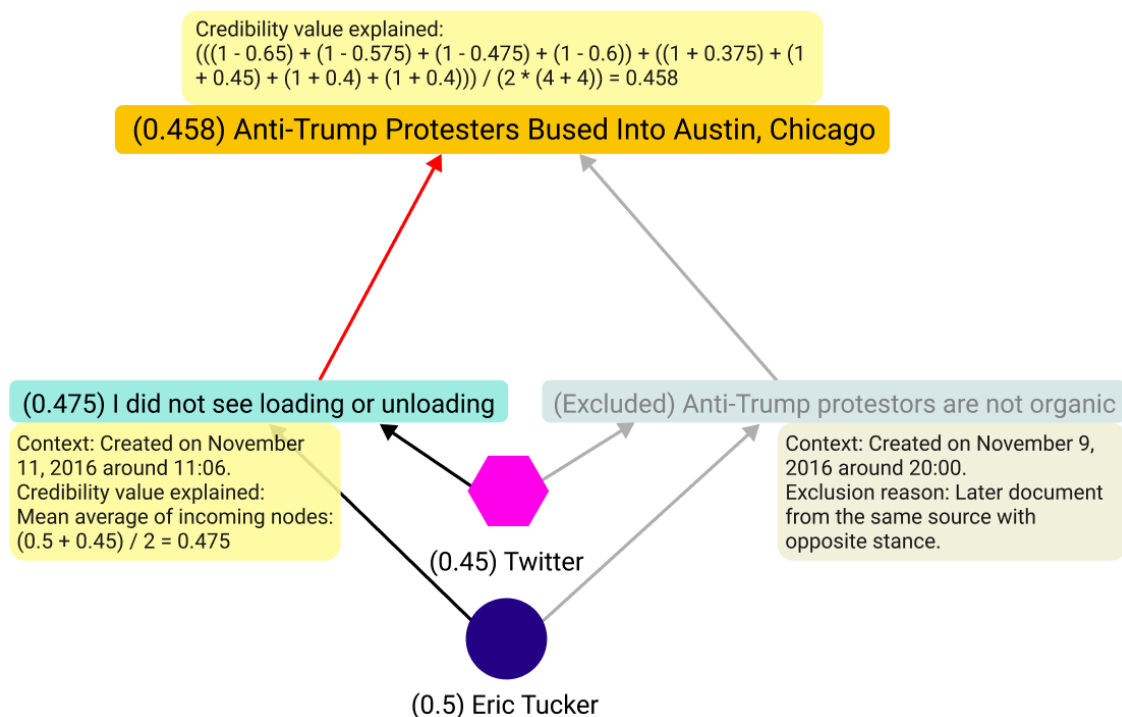 Credibility value explained:
(((1 - 0.65) + (1 - 0.575) + (1 - 0.475) + (1 - 0.6)) + ((1 + 0.375) + (1
+ 0.45) + (1 + 0.4) + (1 + 0.4))) / (2 * (4 + 4)) = 0.458
(0.458) Anti-Trump Protesters Bused Into Austin, Chicago
(0.475) I did not see loading or unloading
Context: Created on November
11, 2016 around 11:06.
Credibility value explained:
Mean average of incoming nodes:
(0.5 + 0.45) / 2 = 0.475
(Excluded) Anti-Trump protestors are not organic
Context: Created on November 9,
2016 around 20:00.
Exclusion reason: Later document
from the same source with
opposite stance.
(0.45) Twitter
(0.5) Eric Tucker